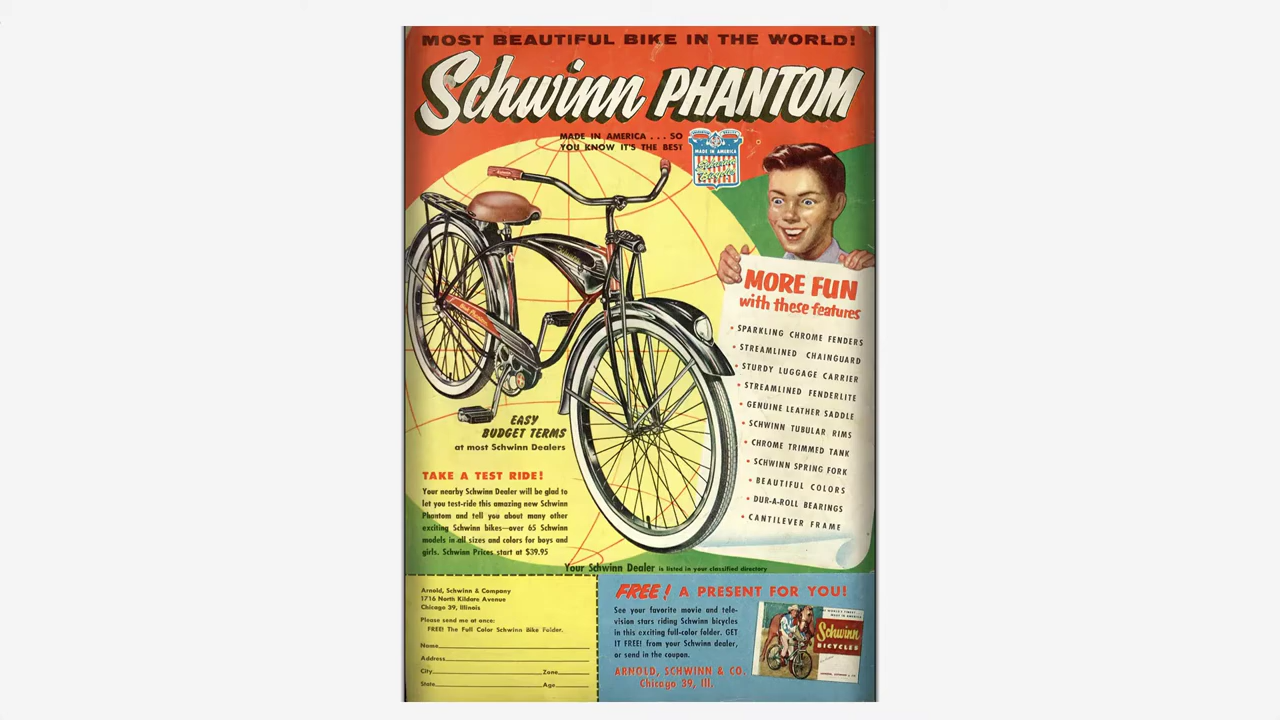 MOST BEAUTIFUL BIKE IN THE WORLD!
Schwinn PHANTOM
MADE IN AMERICA . . . SO
YOU KNOW IT'S THE BEST
MADE IN AMERICA
MORE FUN
with these features
• SPARKLING CHROME FENDERS
• STREAMLINED CHAINGUARD
• STURDY LUGGAGE CARRIER
• STREAMLINED FENDERLITE
• GENUINE LEATHER SADDLE
• SCHWINN TUBULAR RIMS
• CHROME TRIMMED TANK
• SCHWINN SPRING FORK
• BEAUTIFUL COLORS
• DUR-A-ROLL BEARINGS
• CANTILEVER FRAME
EASY
BUDGET TERMS
at most Schwinn Dealers
TAKE A TEST RIDE!
Your nearby Schwinn Dealer will be glad to
let you test-ride this amazing new Schwinn
Phantom and tell you about many other
exciting Schwinn bikes—over 65 Schwinn
models in all sizes and colors for boys and
girls. Schwinn Prices start at $39.95
Your Schwinn Dealer is listed in your classified directory
Arnold, Schwinn & Company
1716 North Kildare Avenue
Chicago 39, Illinois
Please send me at once:
FREE! The Full Color Schwinn Bike Folder.
Name
Address
City Zone
State Age
FREE! A PRESENT FOR YOU!
See your favorite movie and tele-
vision stars riding Schwinn bicycles
in this exciting full-color folder. GET
IT FREE! from your Schwinn dealer,
or send in the coupon.
ARNOLD, SCHWINN & CO.
Chicago 39, Ill.
Schwinn
BICYCLES